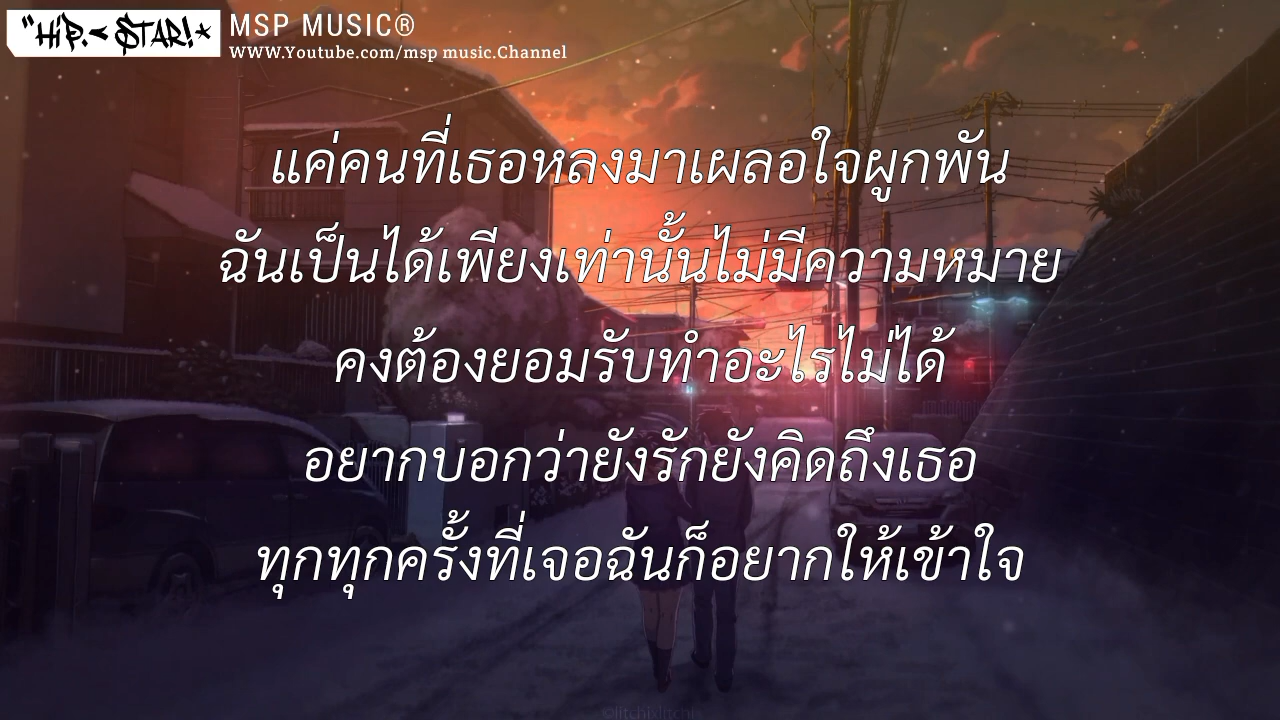 "HIP.< STAR!★
MSP MUSIC®
WWW.Youtube.com/msp music.Channel
แค่คนที่เธอหลงมาเผลอใจผูกพัน
ฉันเป็นได้เพียงเท่านั้นไม่มีความหมาย
คงต้องยอมรับทำอะไรไม่ได้
อยากบอกว่ายังรักยังคิดถึงเธอ
ทุกทุกครั้งที่เจอฉันก็อยากให้เข้าใจ